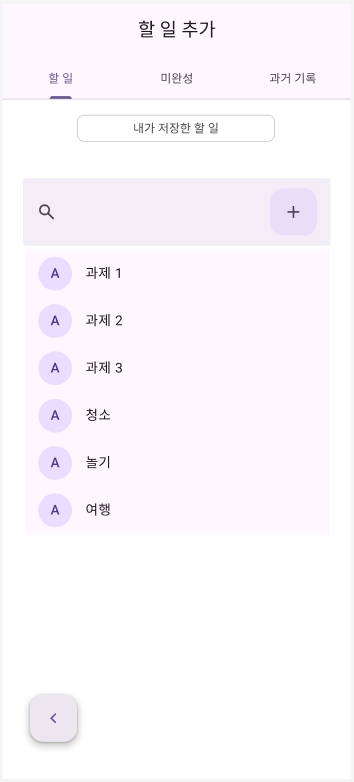 할 일 추가
할 일 미완성 과거 기록
내가 저장한 할 일
A 과제 1
A 과제 2
A 과제 3
A 청소
A 놀기
A 여행